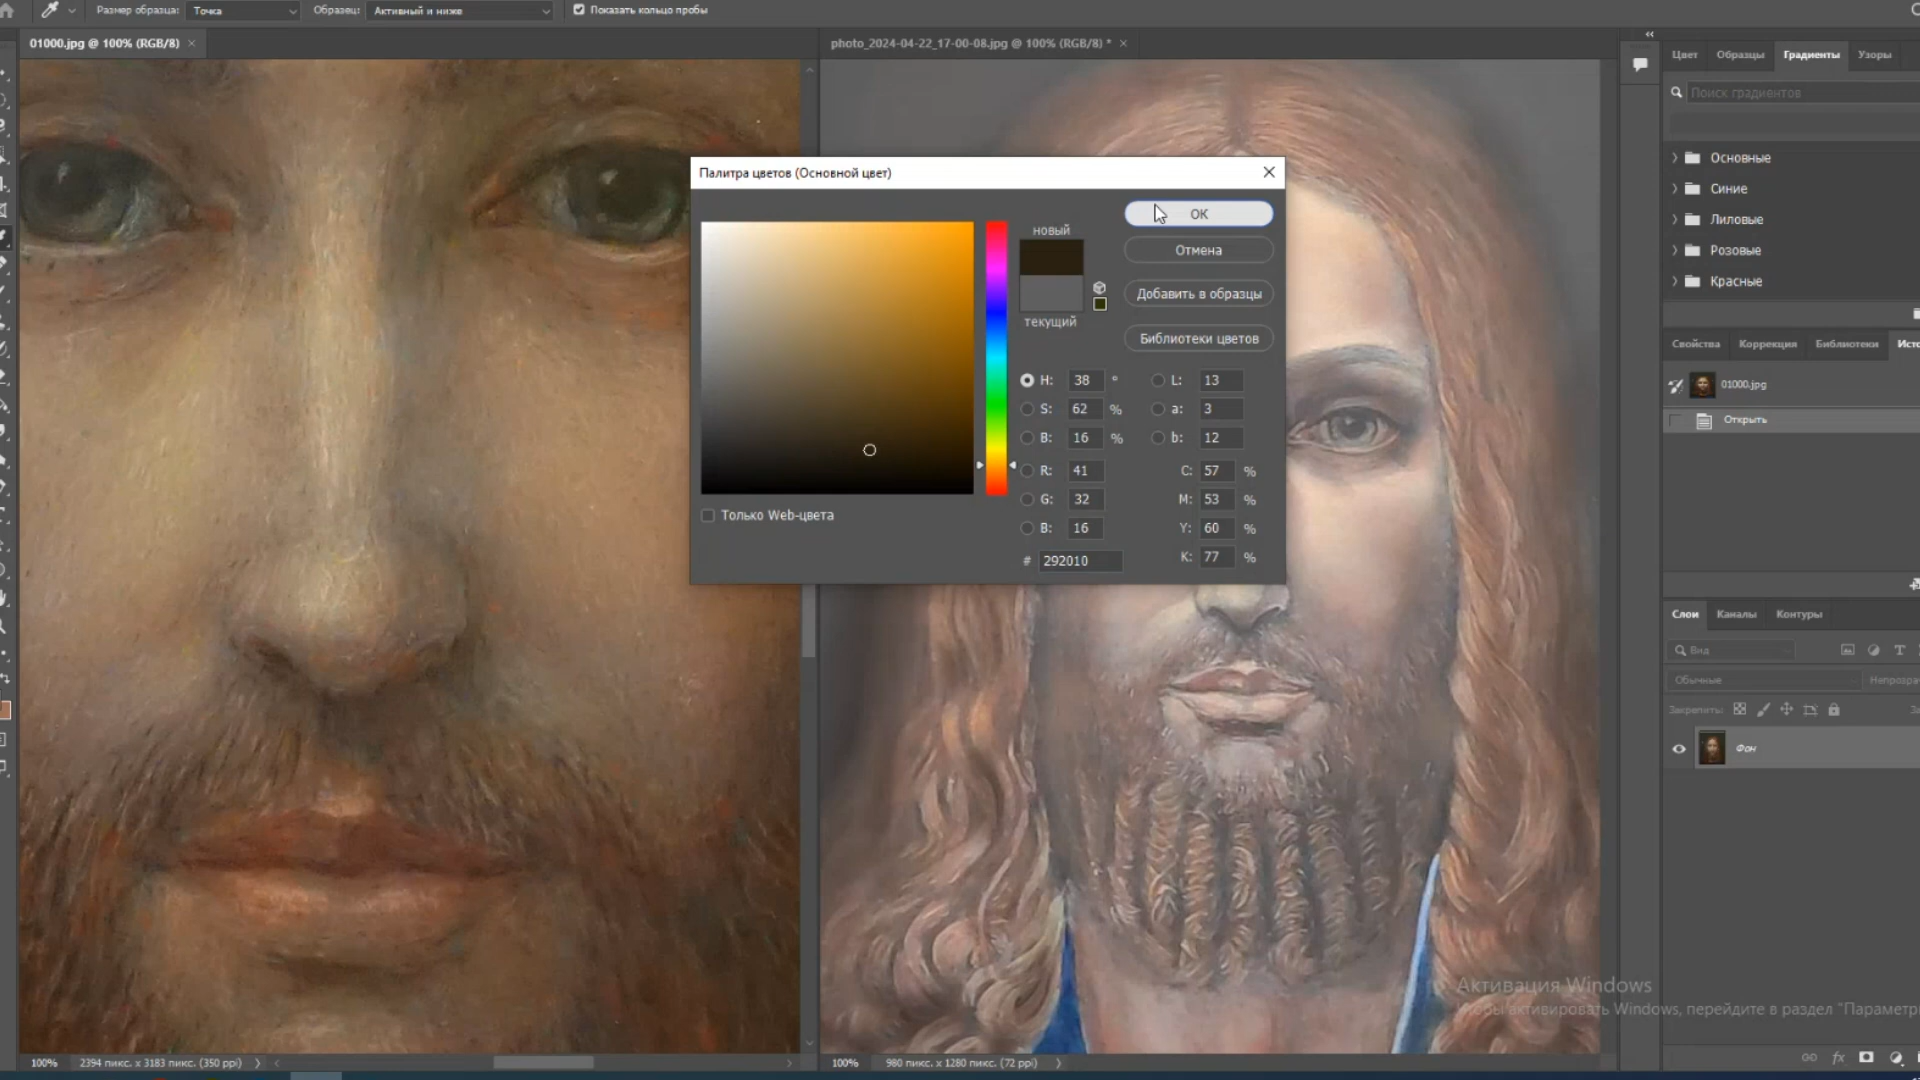 Размер образца: Точка Образец: Активный и ниже Показать кольцо пробы
01000.jpg @ 100% (RGB/8) ×
photo_2024-04-22_17-00-08.jpg @ 100% (RGB/8) * ×
Цвет Образцы Градиенты Узоры
Поиск градиентов
Основные
Синие
Лиловые
Розовые
Красные
Палитра цветов (Основной цвет)
новый
текущий
OK
Отмена
Добавить в образцы
Библиотеки цветов
H: 38 °
S: 62 %
B: 16 %
R: 41
G: 32
B: 16
# 292010
L: 13
a: 3
b: 12
C: 57 %
M: 53 %
Y: 60 %
K: 77 %
Только Web-цвета
Свойства Коррекция Библиотеки
01000.jpg
Открыть
Слои Каналы Контуры
Вид
Обычные
Закрепить:
Фон
Активация Windows
Чтобы активировать Windows, перейдите в раздел "Параметры
100% 2394 пикс. x 3183 пикс. (350 ppi)
100% 980 пикс. x 1280 пикс. (72 ppi)